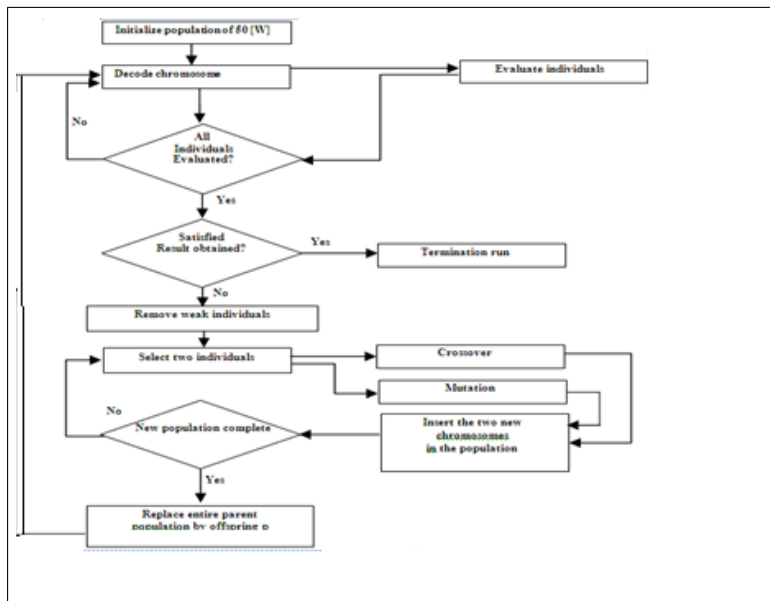 Initialize population of 50 [W]
Decode chromosome
Evaluate individuals
No
All
Individuals
Evaluated?
Yes
Satisfied
Result obtained?
Yes
Termination run
No
Remove weak individuals
Select two individuals
Crossover
Mutation
No
New population complete
Insert the two new
chromosomes
in the population
Yes
Replace entire parent
population by offspring p